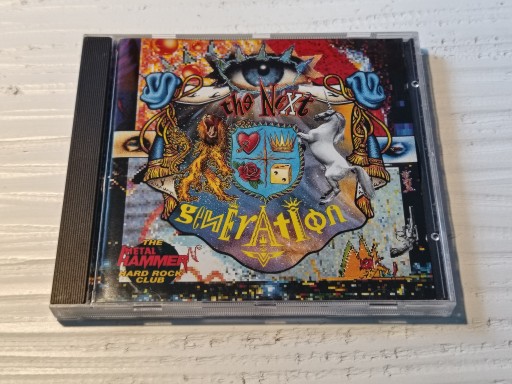 the Next
generation
THE
METAL
HAMMER
HARD ROCK
CLUB